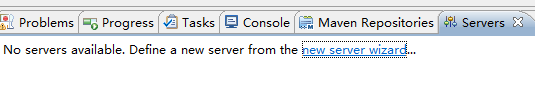 Problems Progress Tasks Console Maven Repositories Servers
No servers available. Define a new server from the new server wizard...